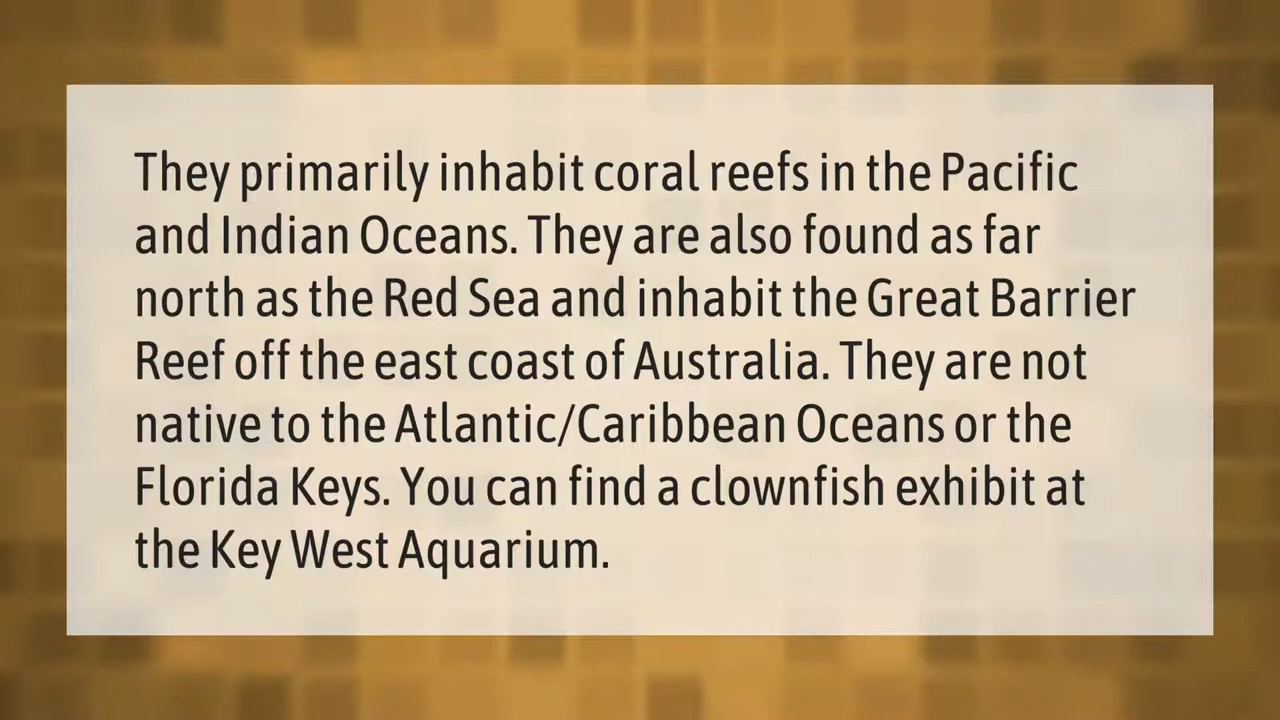 They primarily inhabit coral reefs in the Pacific
and Indian Oceans. They are also found as far
north as the Red Sea and inhabit the Great Barrier
Reef off the east coast of Australia. They are not
native to the Atlantic/Caribbean Oceans or the
Florida Keys. You can find a clownfish exhibit at
the Key West Aquarium.